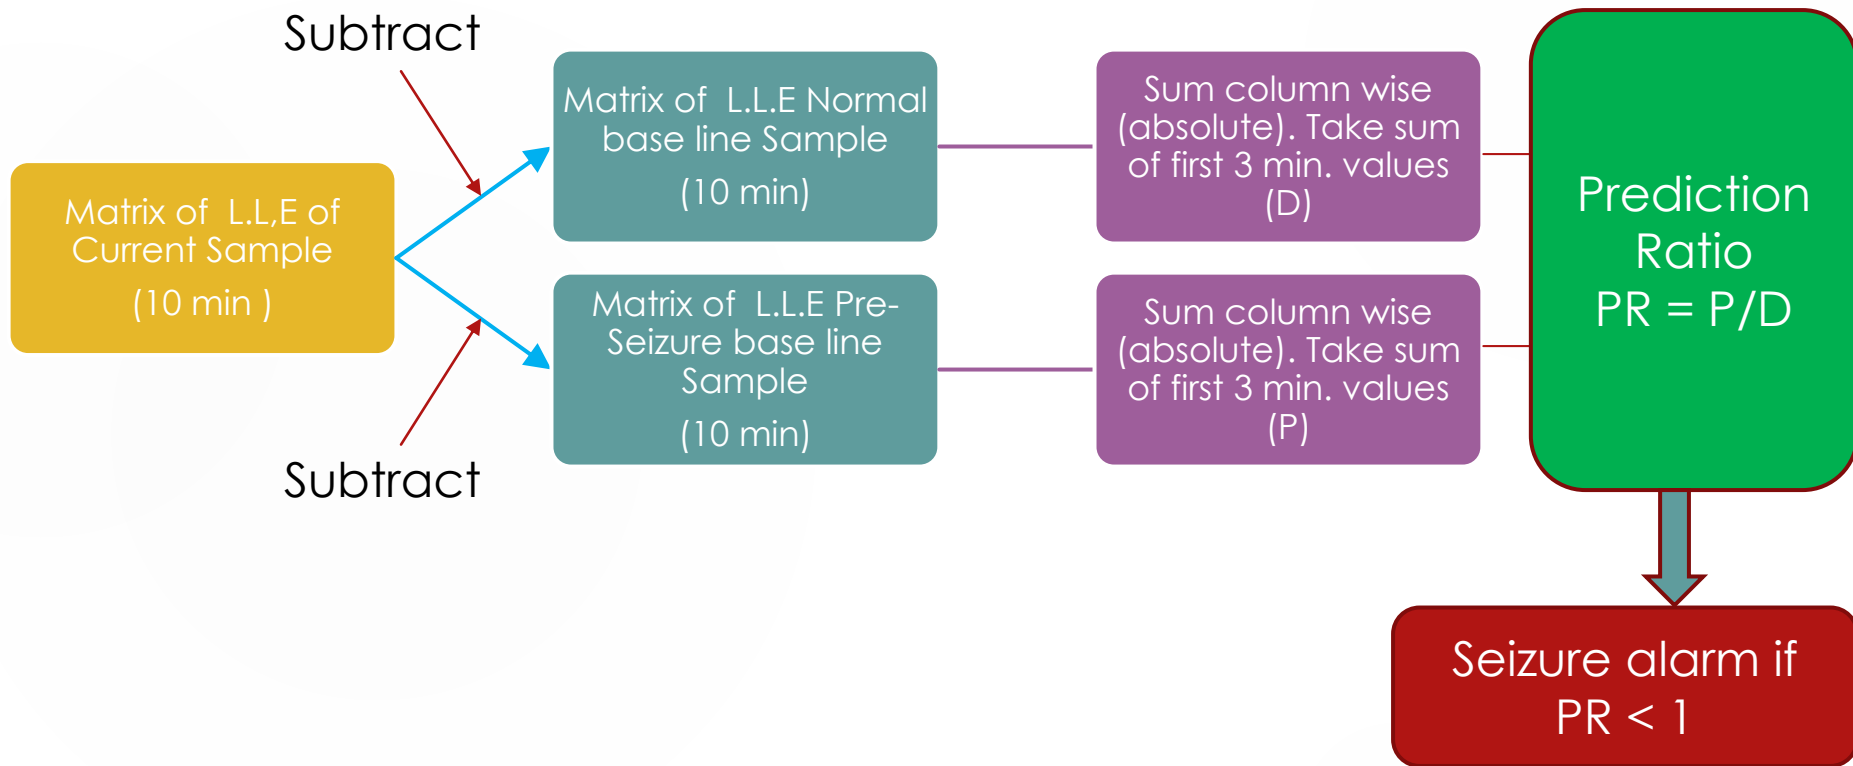 Subtract
Matrix of L.L,E of
Current Sample
(10 min )
Subtract
Matrix of L.L.E Normal
base line Sample
(10 min)
Matrix of L.L.E Pre-
Seizure base line
Sample
(10 min)
Sum column wise
(absolute). Take sum
of first 3 min. values
(D)
Sum column wise
(absolute). Take sum
of first 3 min. values
(P)
Prediction
Ratio
PR = P/D
Seizure alarm if
PR < 1